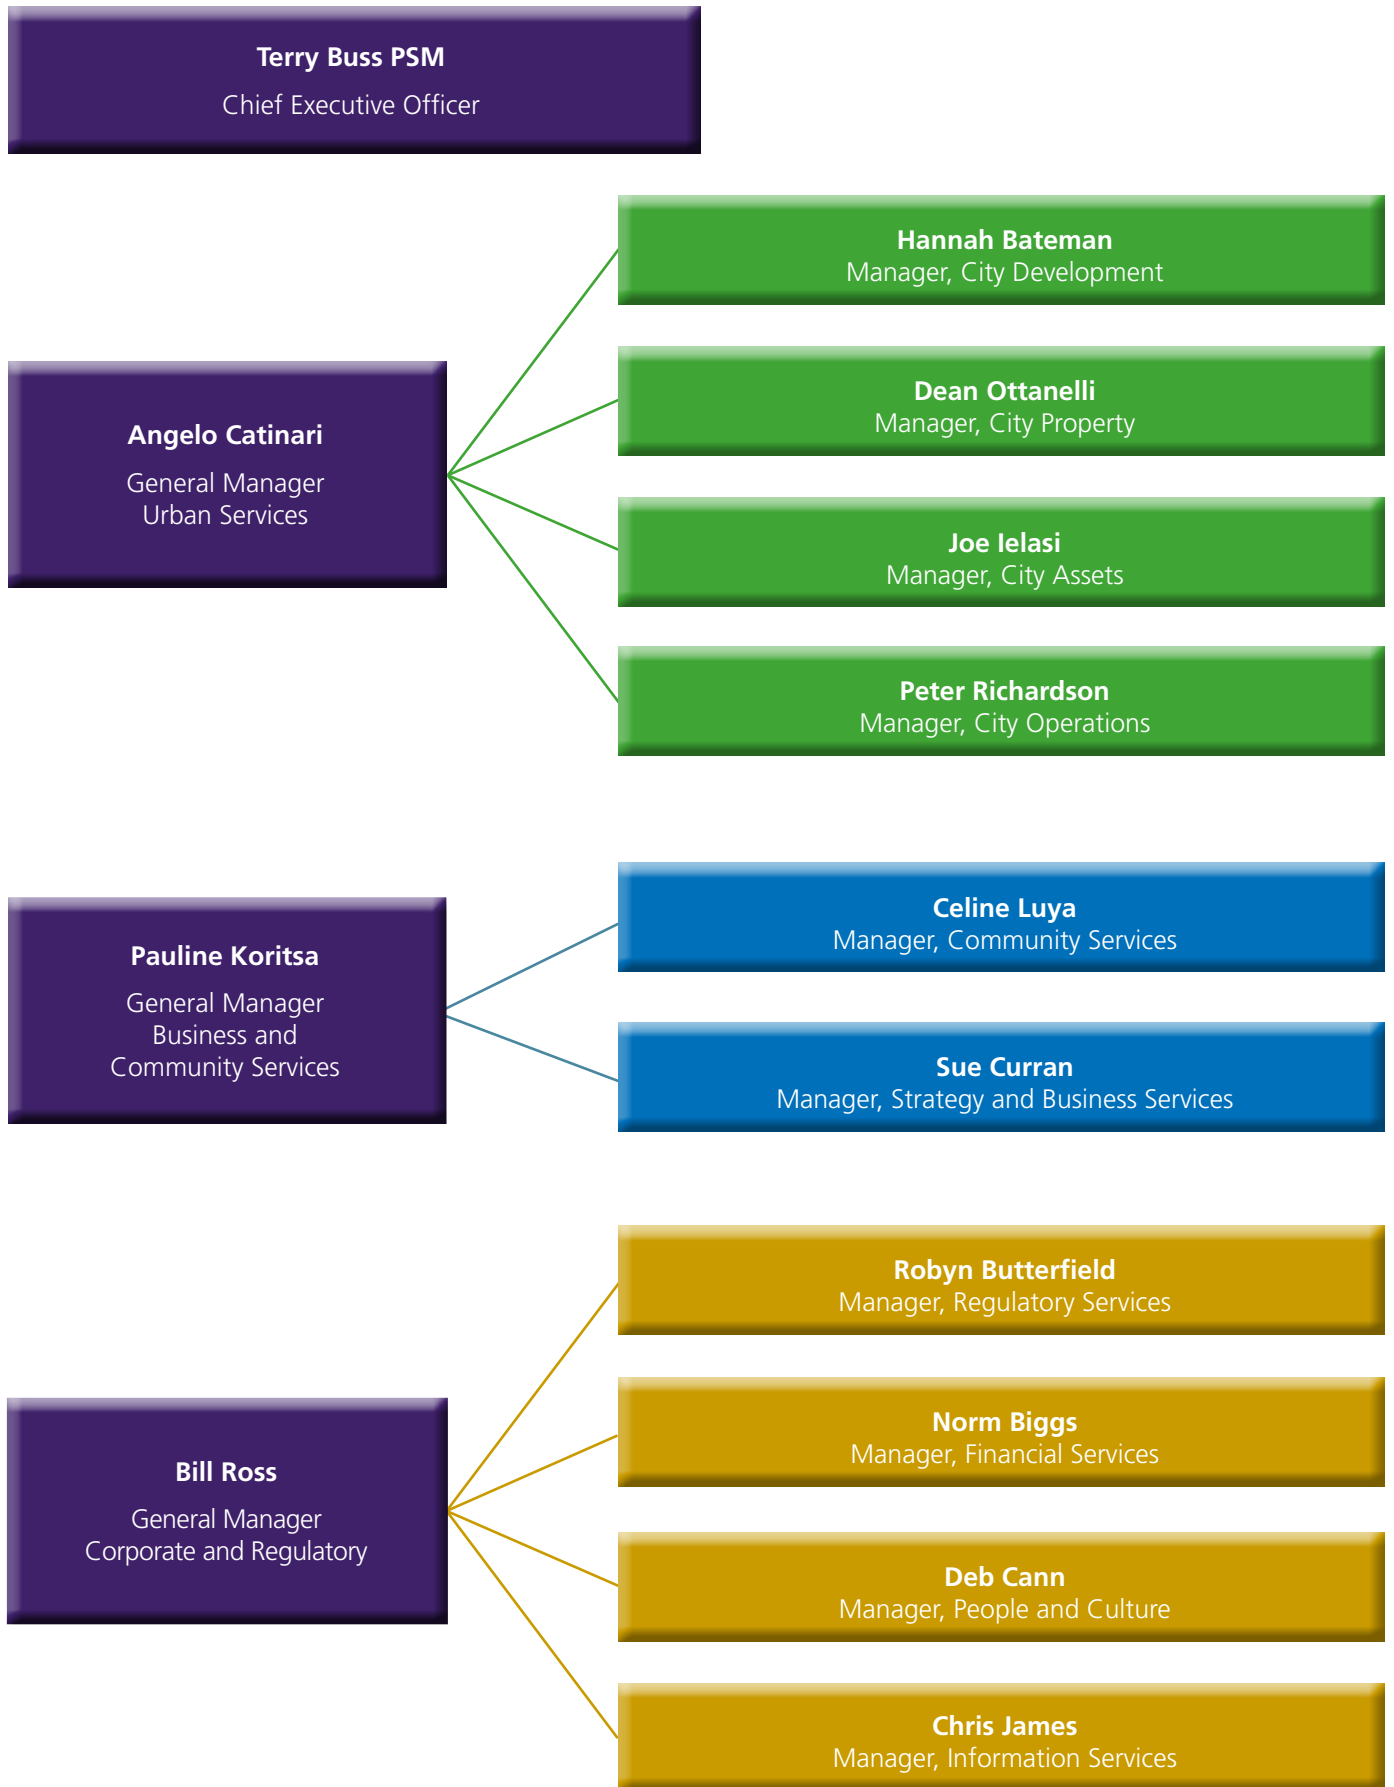 Terry Buss PSM
Chief Executive Officer
Hannah Bateman
Manager, City Development
Dean Ottanelli
Manager, City Property
Angelo Catinari
General Manager
Urban Services
Joe Ielasi
Manager, City Assets
Peter Richardson
Manager, City Operations
Celine Luya
Manager, Community Services
Pauline Koritsa
General Manager
Business and
Community Services
Sue Curran
Manager, Strategy and Business Services
Robyn Butterfield
Manager, Regulatory Services
Norm Biggs
Manager, Financial Services
Bill Ross
General Manager
Corporate and Regulatory
Deb Cann
Manager, People and Culture
Chris James
Manager, Information Services